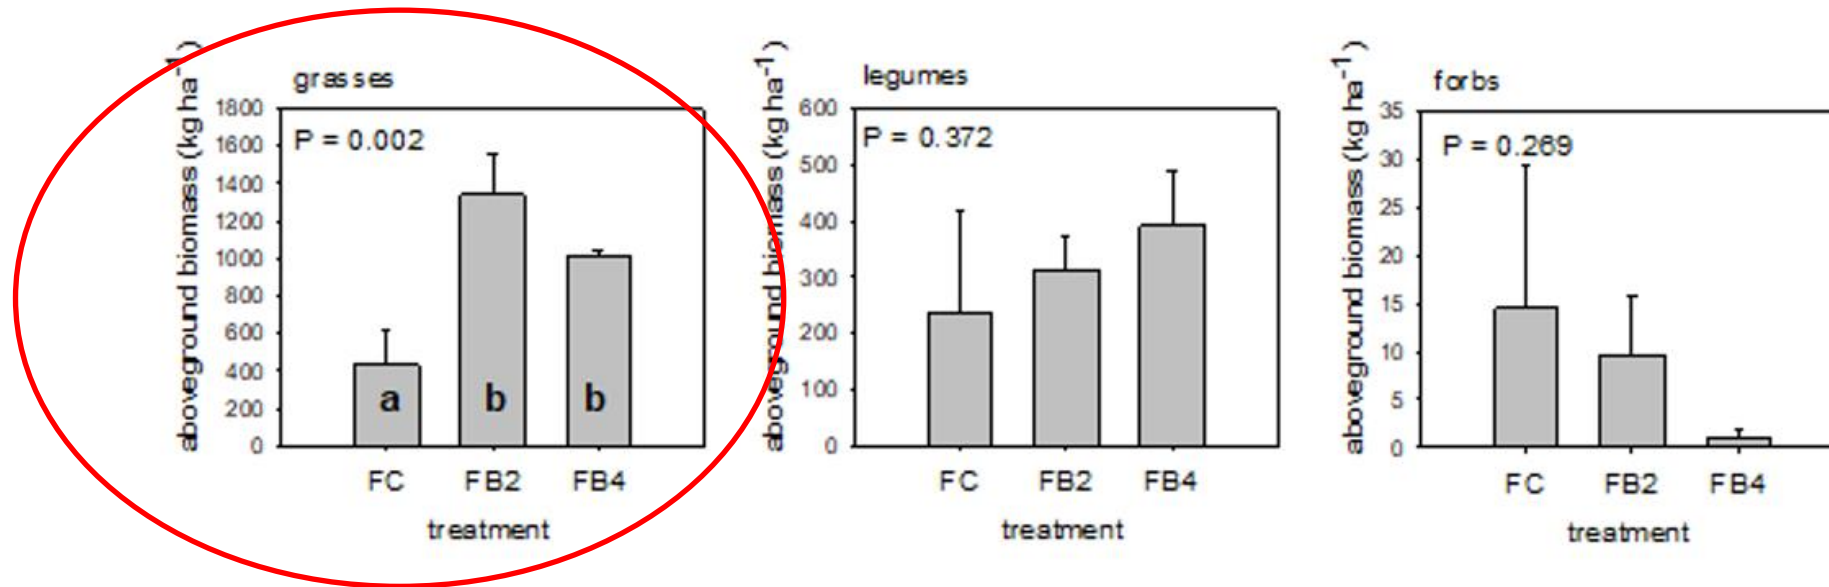 grasses
aboveground biomass (kg ha⁻¹)
1800
1600
1400
1200
1000
800
600
400
200
0
P = 0.002
a b b
FC FB2 FB4
treatment
legumes
aboveground biomass (kg ha⁻¹)
600
500
400
300
200
100
0
P = 0.372
FC FB2 FB4
treatment
forbs
aboveground biomass (kg ha⁻¹)
35
30
25
20
15
10
5
0
P = 0.269
FC FB2 FB4
treatment